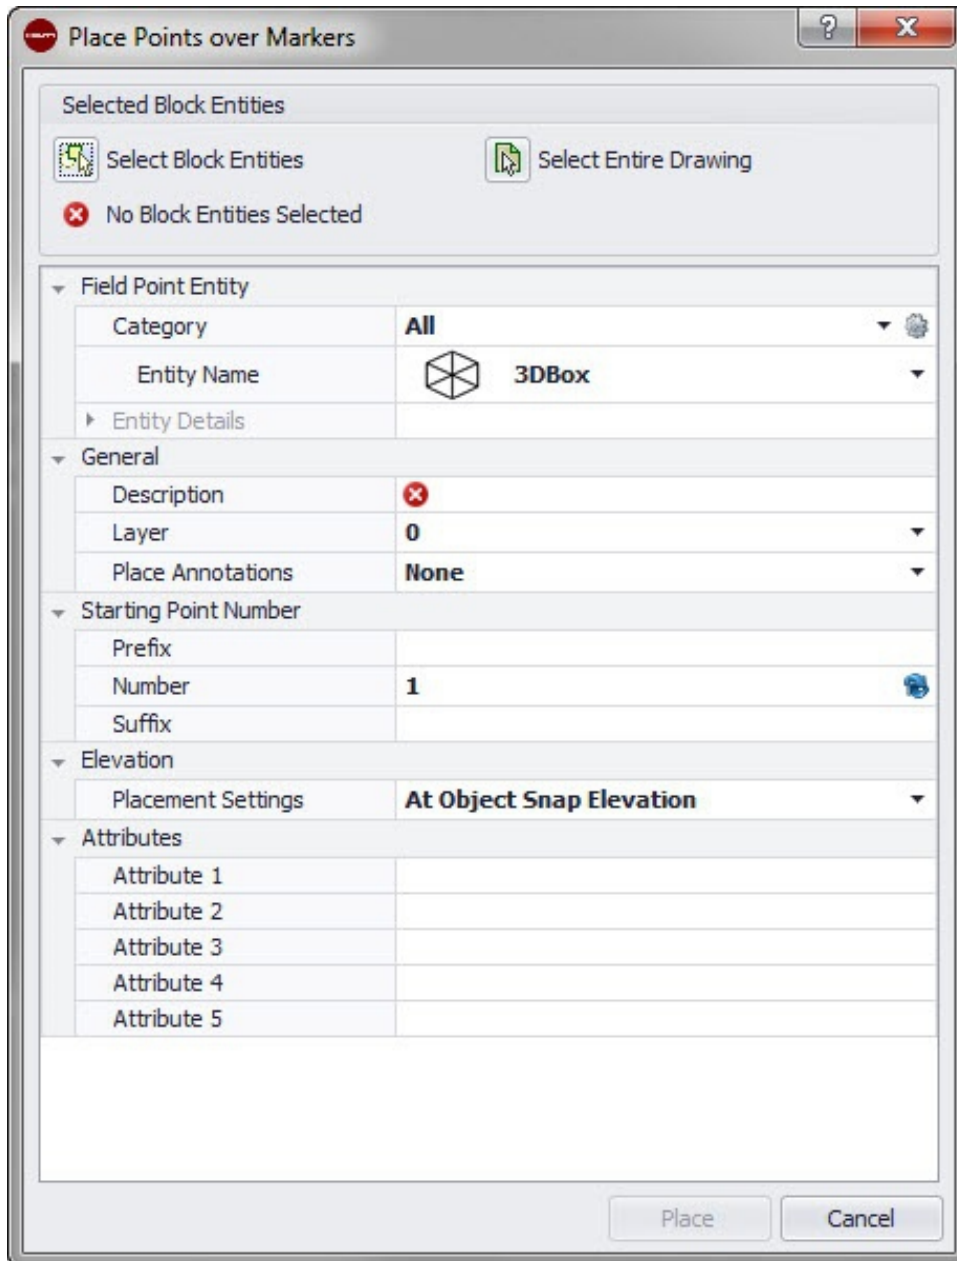 Place Points over Markers
Selected Block Entities
Select Block Entities Select Entire Drawing
No Block Entities Selected
Field Point Entity
Category All
Entity Name 3DBox
Entity Details
General
Description
Layer 0
Place Annotations None
Starting Point Number
Prefix
Number 1
Suffix
Elevation
Placement Settings At Object Snap Elevation
Attributes
Attribute 1
Attribute 2
Attribute 3
Attribute 4
Attribute 5
Place Cancel